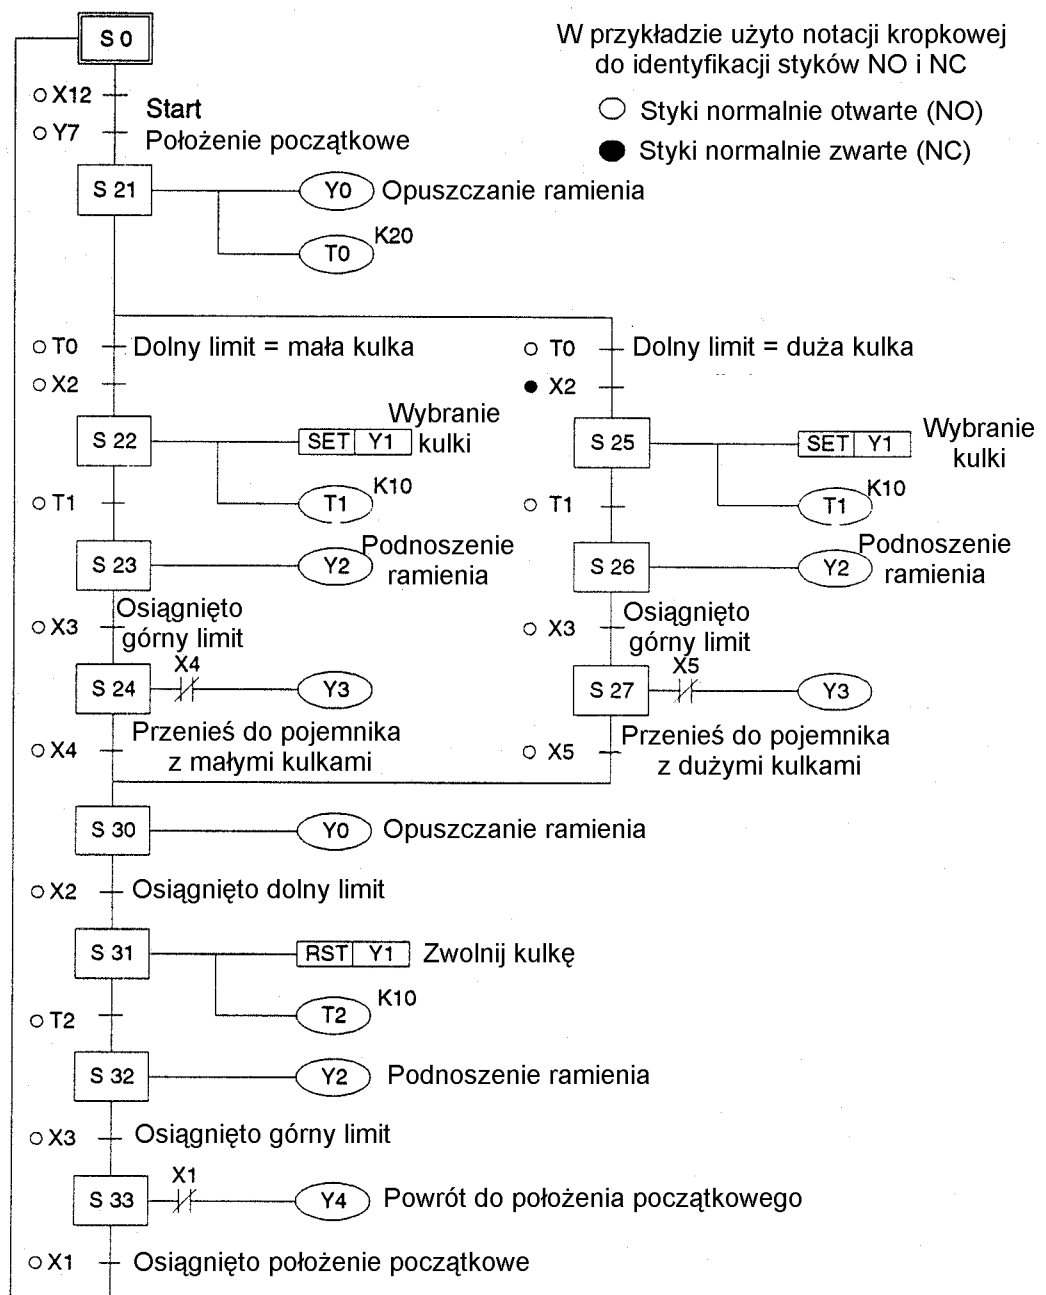 S 0
W przykładzie użyto notacji kropkowej
do identyfikacji styków NO i NC
Styki normalnie otwarte (NO)
Styki normalnie zwarte (NC)
X12
Start
Y7
Położenie początkowe
S 21
Y0
Opuszczanie ramienia
T0
K20
T0
Dolny limit = mała kulka
X2
T0
Dolny limit = duża kulka
X2
S 22
SET Y1
Wybranie
kulki
T1
K10
T1
S 25
SET Y1
Wybranie
kulki
T1
K10
T1
S 23
Y2
Podnoszenie
ramienia
S 26
Y2
Podnoszenie
ramienia
X3
Osiągnięto
górny limit
X3
Osiągnięto
górny limit
S 24
X4
Y3
S 27
X5
Y3
X4
Przenieś do pojemnika
z małymi kulkami
X5
Przenieś do pojemnika
z dużymi kulkami
S 30
Y0
Opuszczanie ramienia
X2
Osiągnięto dolny limit
S 31
RST Y1
Zwolnij kulkę
T2
K10
T2
S 32
Y2
Podnoszenie ramienia
X3
Osiągnięto górny limit
S 33
X1
Y4
Powrót do położenia początkowego
X1
Osiągnięto położenie początkowe